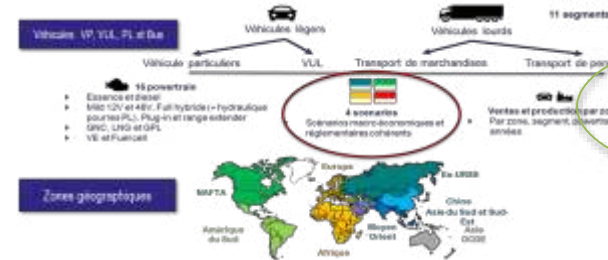 Véhicules VP, VUL, PL et Bus
Véhicules légers
Véhicules lourds
11 segments
Véhicule particuliers
VUL
Transport de marchandises
Transport de per
16 powertrain
Essence et diesel
Mild 12V et 48V, Full hybride (+ hydraulique
pour les PL), Plug-in et range extender
GNC, LNG et GPL
VE et Fuel cell
4 scenarios
Scénarios macro économiques et
réglementaires cohérents
Ventes et production par zo
Par zone, segment, powertra
années
Zones géographiques
NAFTA
Europe
Ex-URSS
Chine
Asie du Sud et Sud-
Est
Asie
OCDE
Moyen
Orient
Amérique
du Sud
Afrique